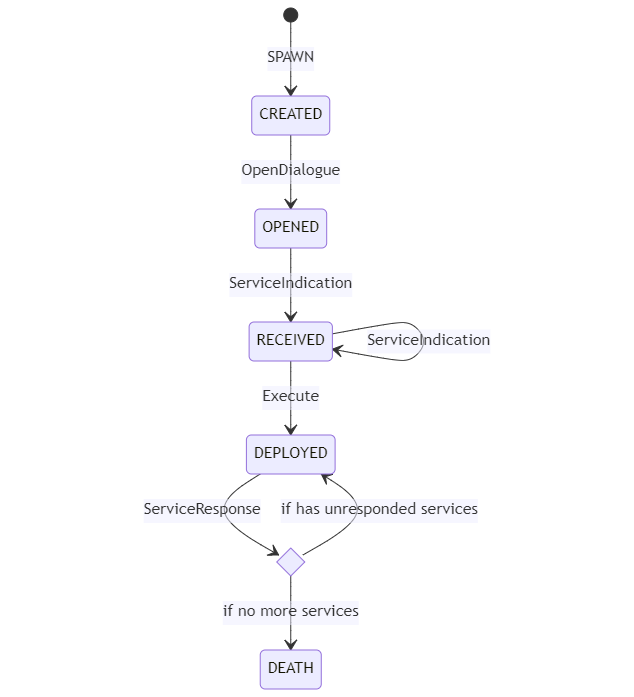 SPAWN
CREATED
OpenDialogue
OPENED
ServiceIndication
RECEIVED
ServiceIndication
Execute
DEPLOYED
ServiceResponse
if has unresponded services
if no more services
DEATH